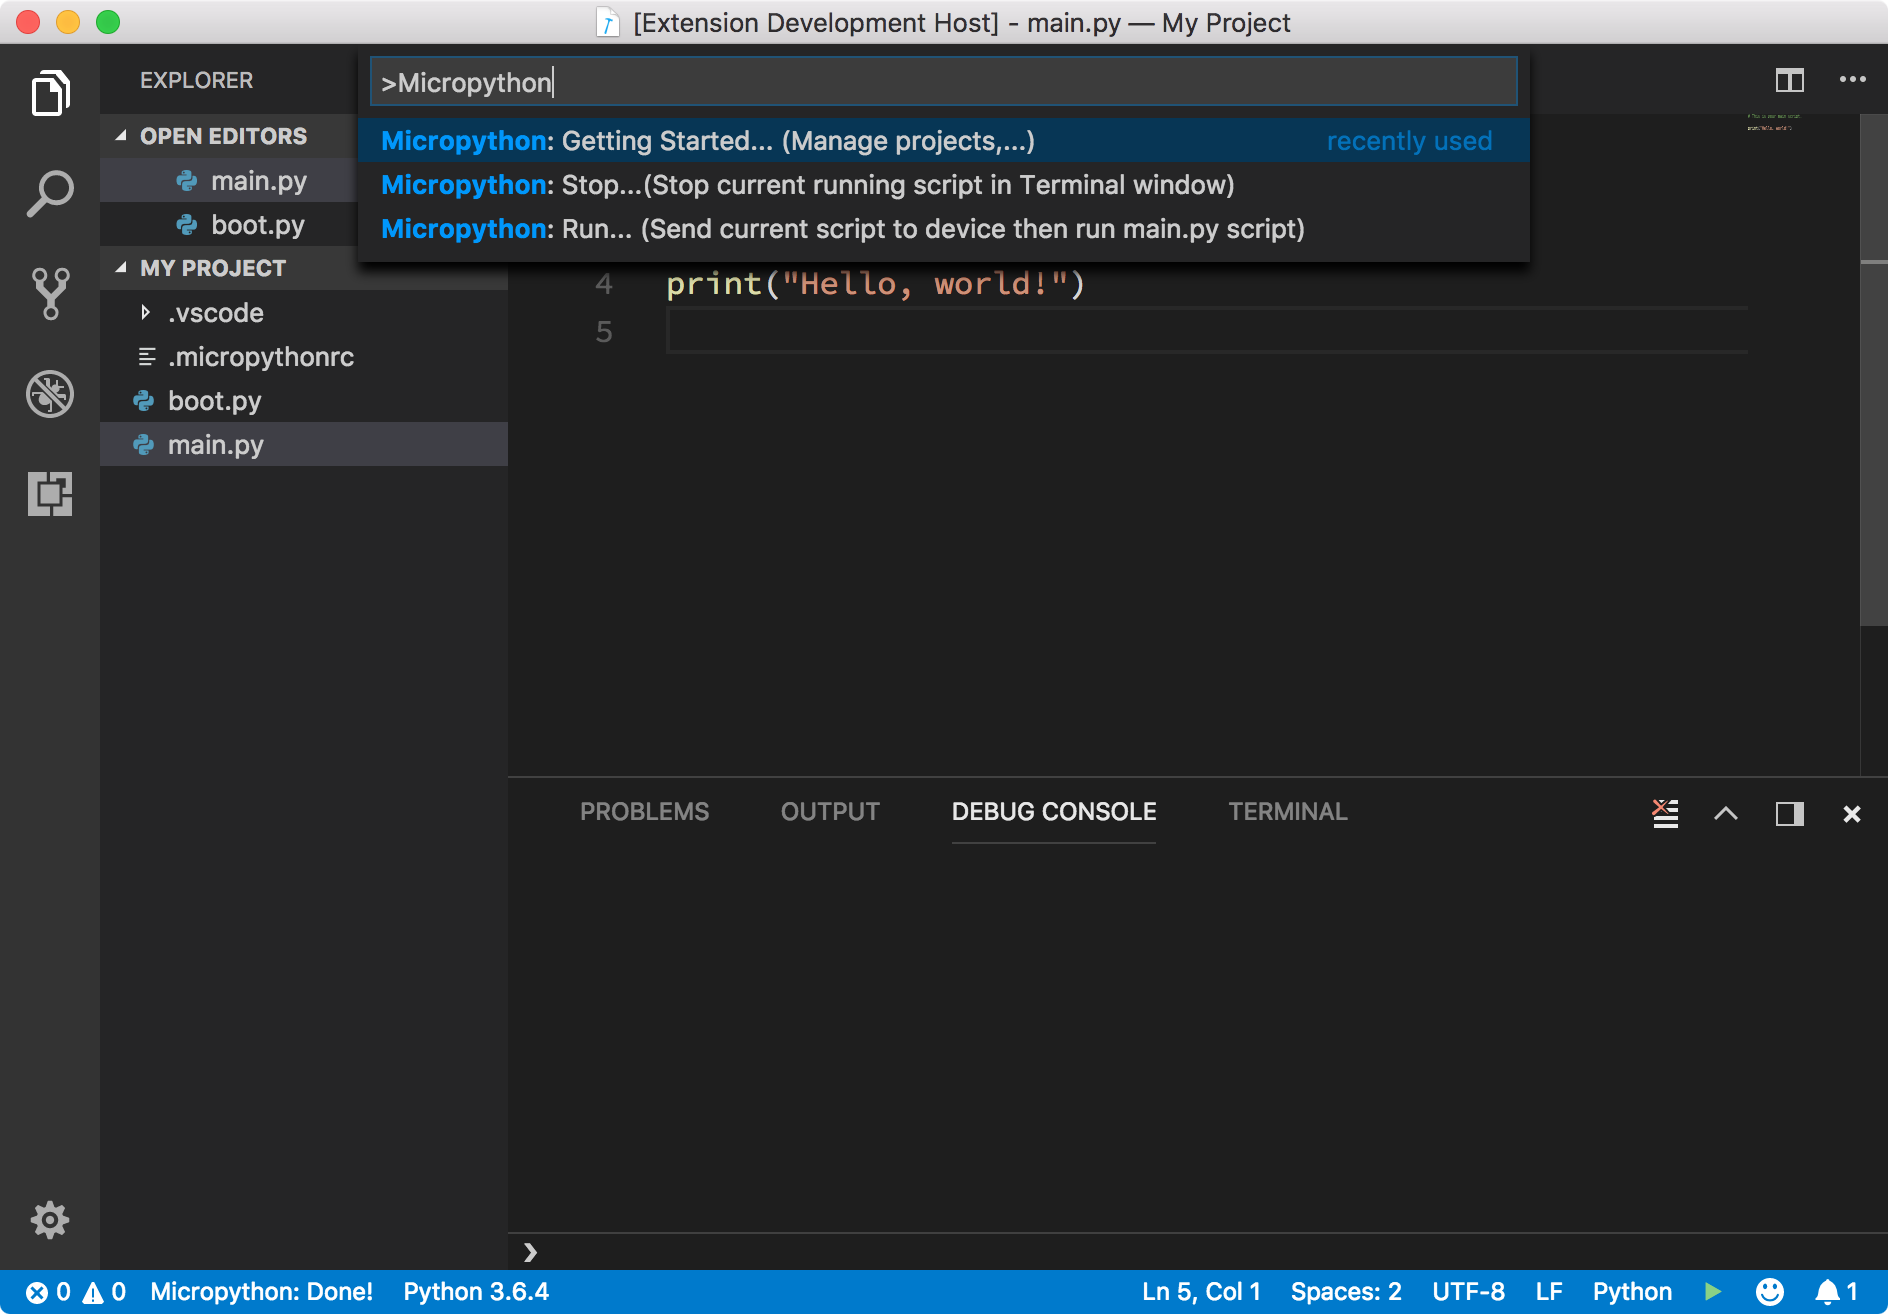 [Extension Development Host] - main.py — My Project
EXPLORER
>Micropython
OPEN EDITORS
Micropython: Getting Started... (Manage projects,...) recently used
main.py
Micropython: Stop...(Stop current running script in Terminal window)
boot.py
Micropython: Run... (Send current script to device then run main.py script)
MY PROJECT
4 print("Hello, world!")
.vscode
5
.micropythonrc
boot.py
main.py
PROBLEMS OUTPUT DEBUG CONSOLE TERMINAL
0 0 Micropython: Done! Python 3.6.4 Ln 5, Col 1 Spaces: 2 UTF-8 LF Python 1